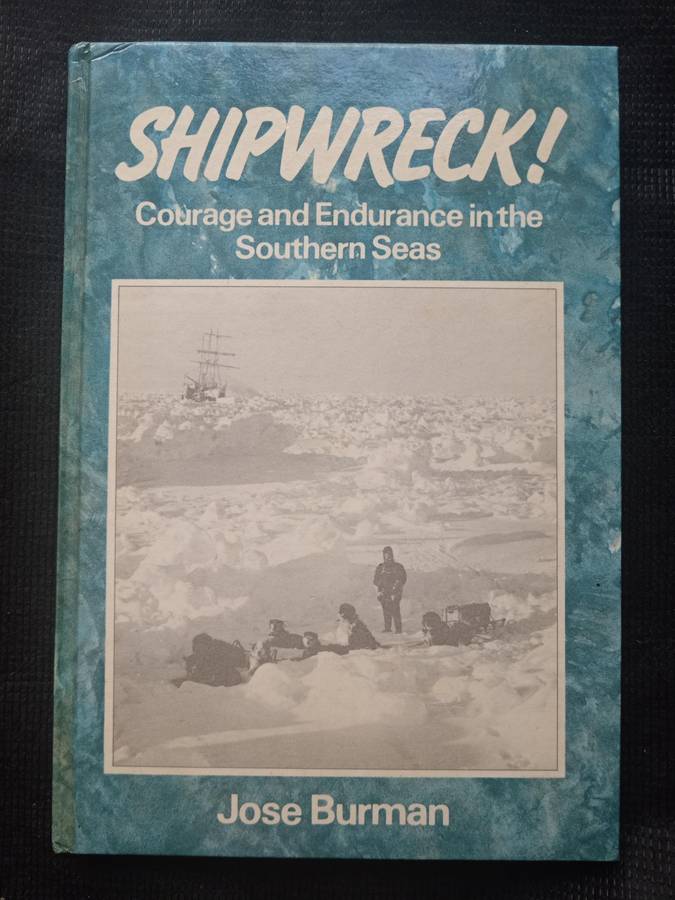 SHIPWRECK!
Courage and Endurance in the
Southern Seas
Jose Burman